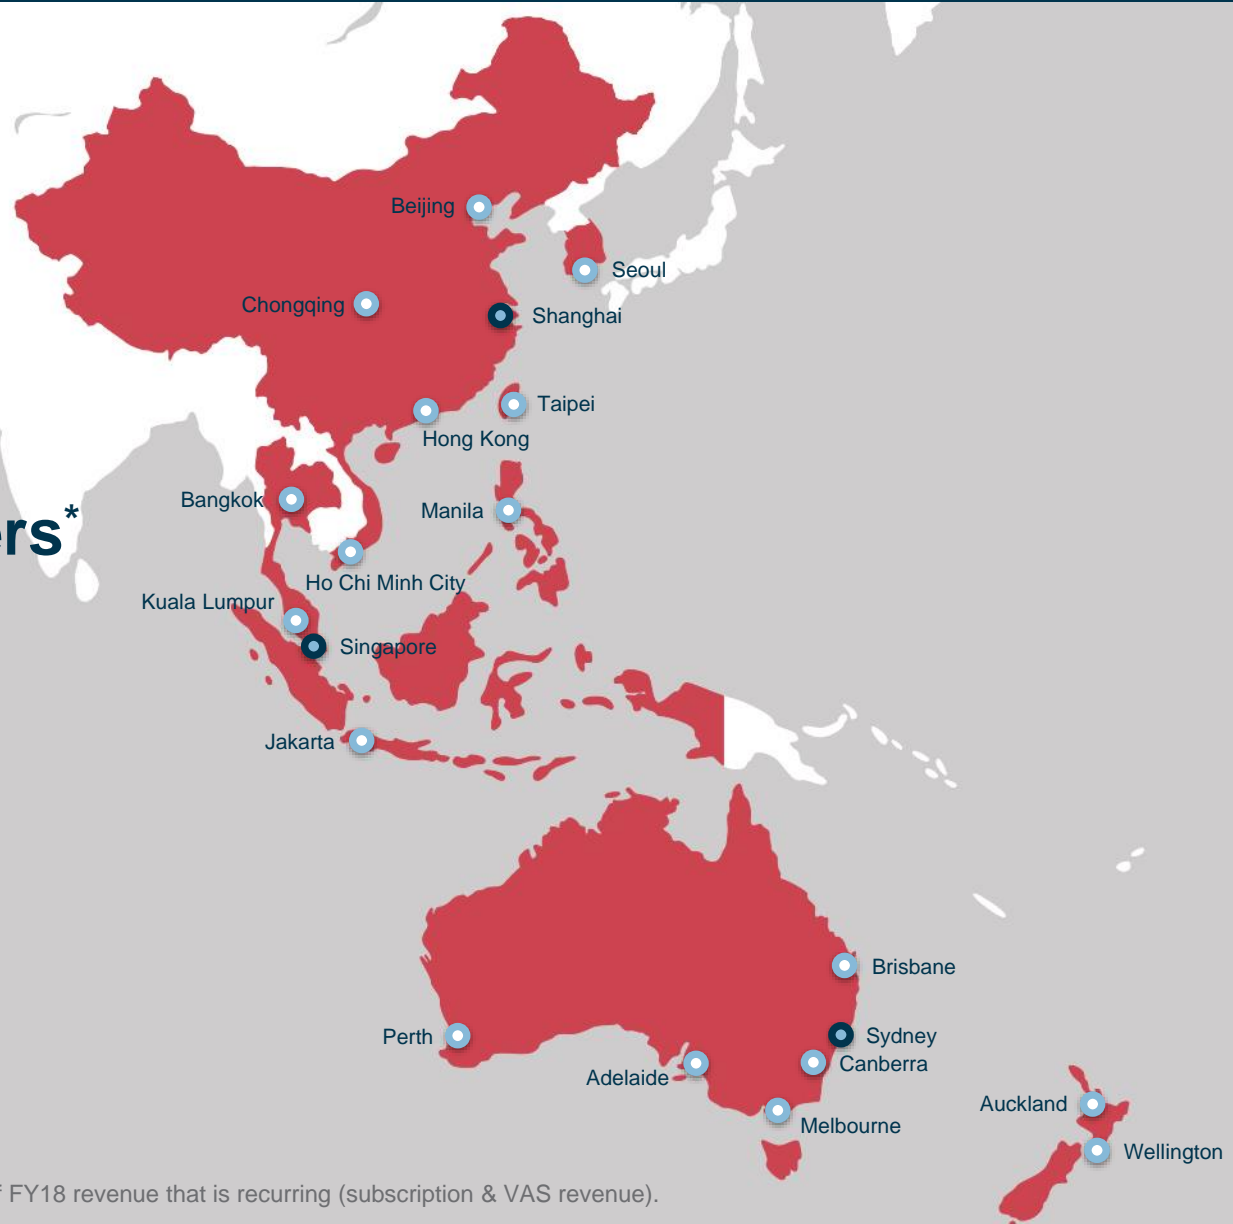 Beijing
Seoul
Chongqing
Shanghai
Taipei
Hong Kong
Bangkok
Manila
ers*
Ho Chi Minh City
Kuala Lumpur
Singapore
Jakarta
Brisbane
Perth
Sydney
Canberra
Adelaide
Auckland
Melbourne
Wellington
FY18 revenue that is recurring (subscription & VAS revenue).